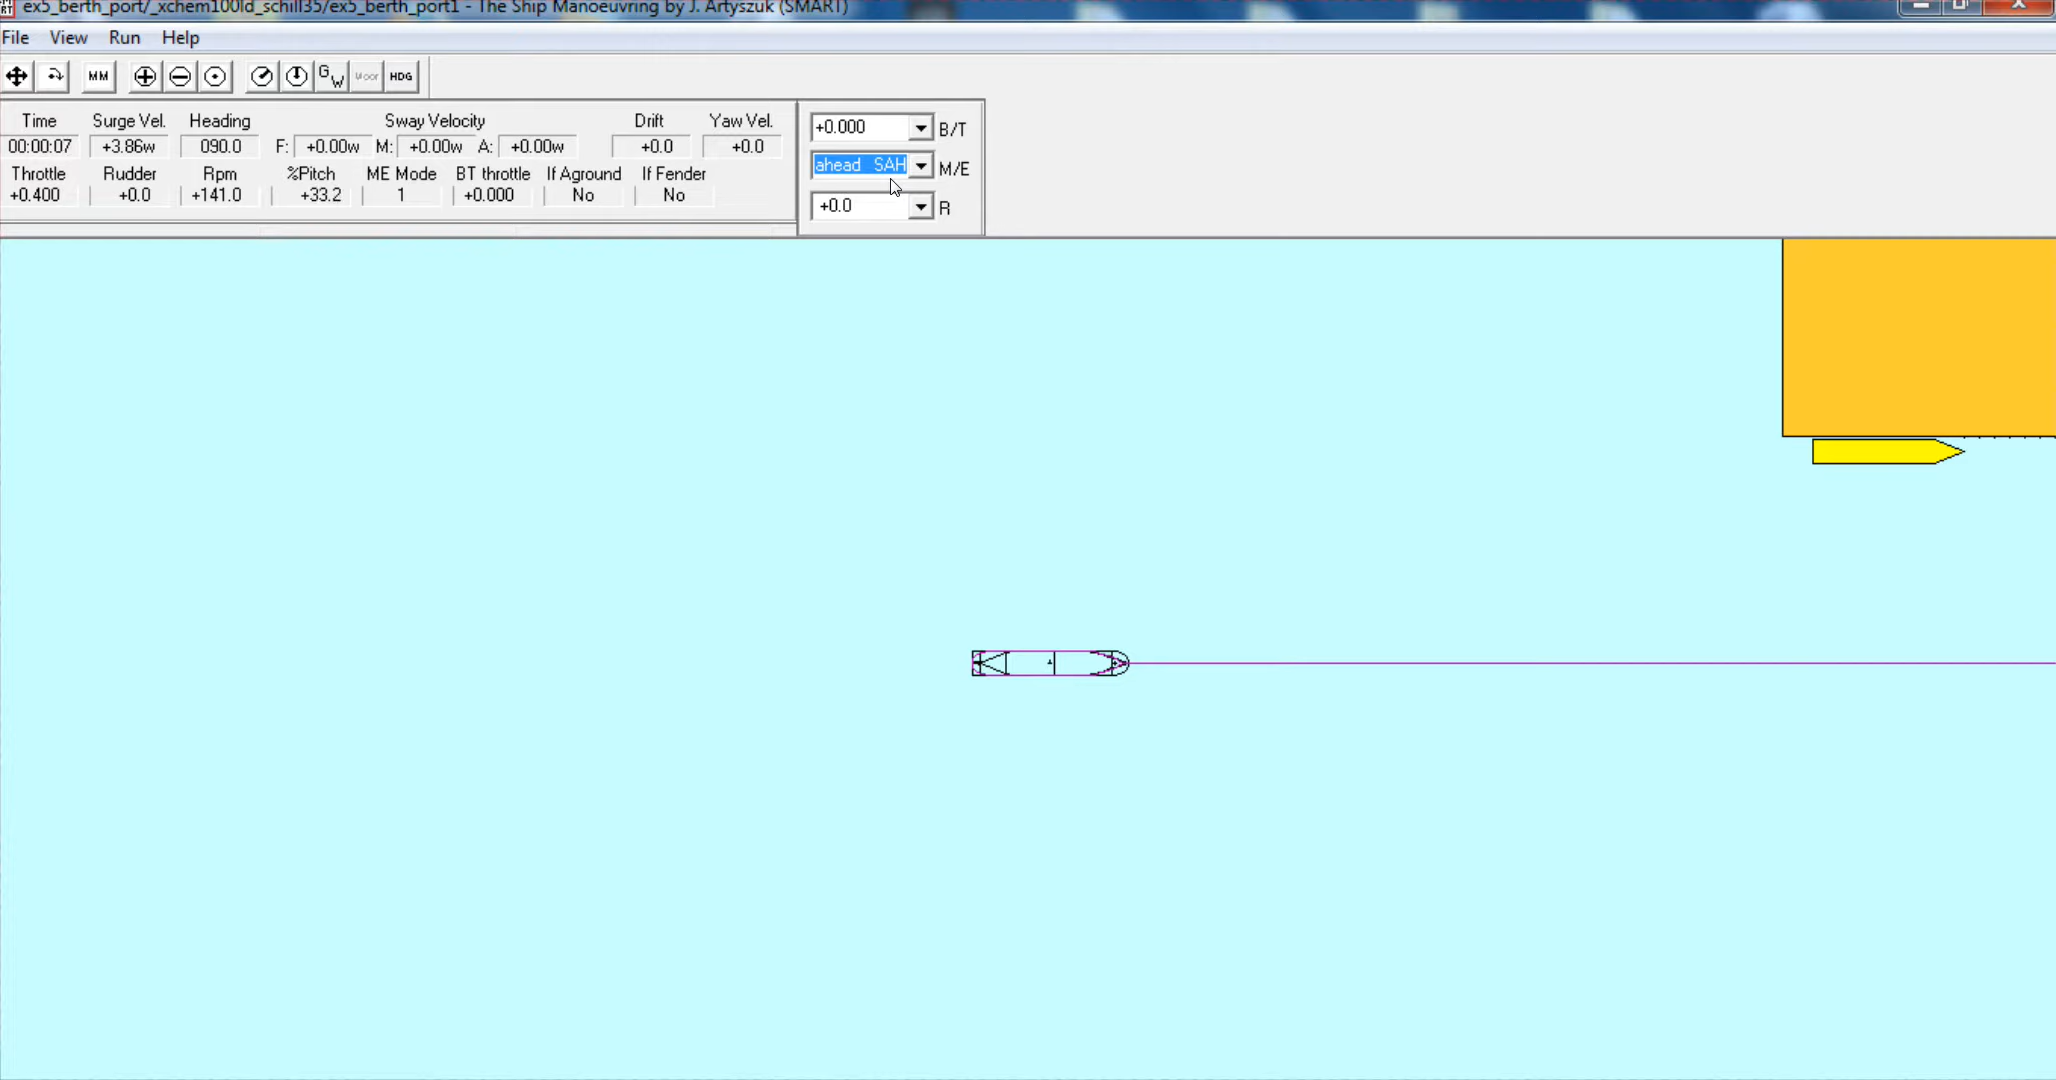 ex5_berth_port/_xchem100ld_schill35/ex5_berth_port1 - The Ship Manoeuvring by J. Artyszuk (SMART)
File View Run Help
MM GW Moor HDG
Time Surge Vel. Heading Sway Velocity Drift Yaw Vel.
00:00:07 +3.86w 090.0 F: +0.00w M: +0.00w A: +0.00w +0.0 +0.0
Throttle Rudder Rpm %Pitch ME Mode BT throttle If Aground If Fender
+0.400 +0.0 +141.0 +33.2 1 +0.000 No No
+0.000 B/T
ahead SAH M/E
+0.0 R